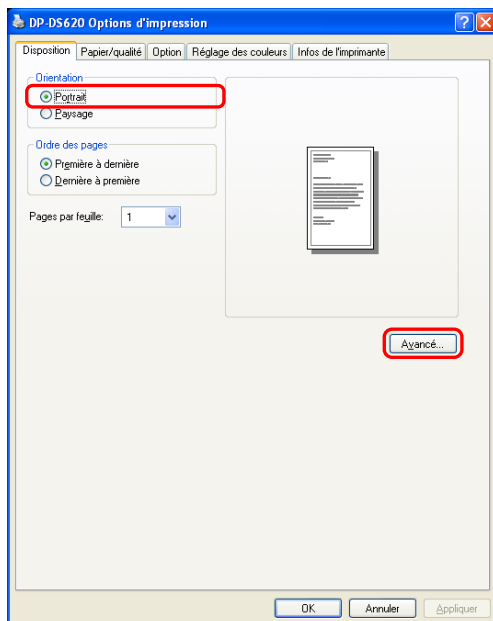 DP-DS620 Options d'impression
Disposition Papier/qualité Option Réglage des couleurs Infos de l'imprimante
Orientation
Portrait
Paysage
Ordre des pages
Première à dernière
Dernière à première
Pages par feuille: 1
Avancé...
OK Annuler Appliquer